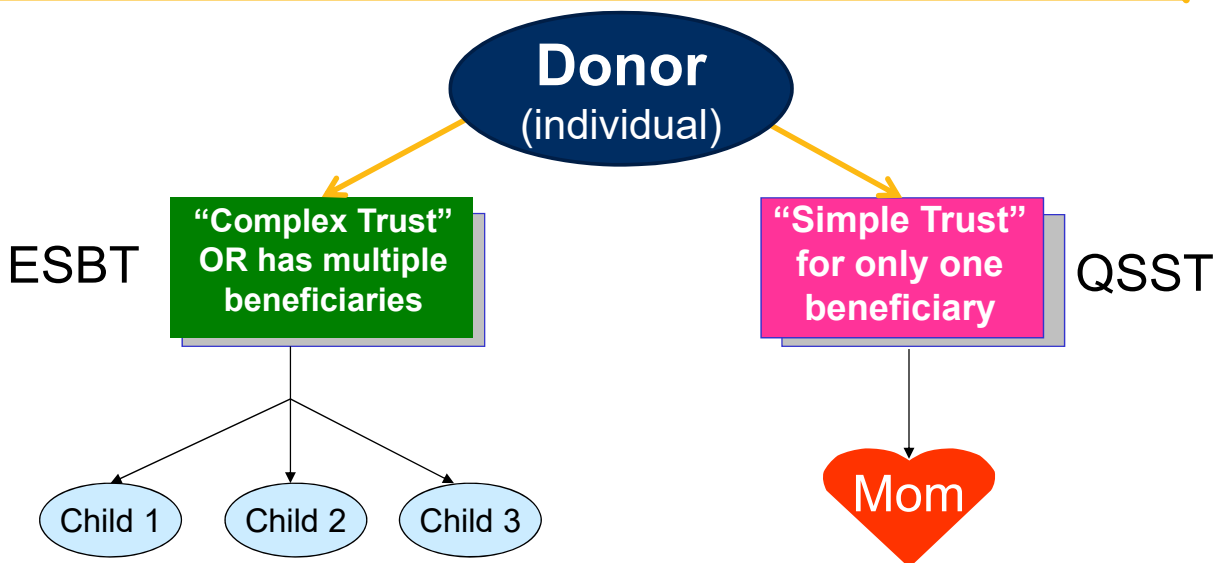 Donor
(individual)
ESBT
“Complex Trust”
OR has multiple
beneficiaries
“Simple Trust”
for only one
beneficiary
QSST
Child 1
Child 2
Child 3
Mom